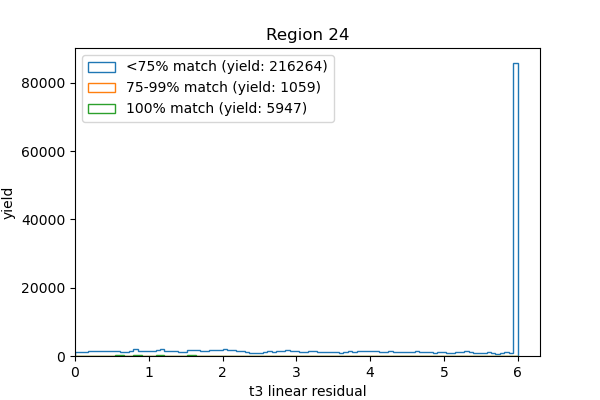 Region 24
<75% match (yield: 216264)
75-99% match (yield: 1059)
100% match (yield: 5947)
yield
80000
60000
40000
20000
0
0 1 2 3 4 5 6
t3 linear residual